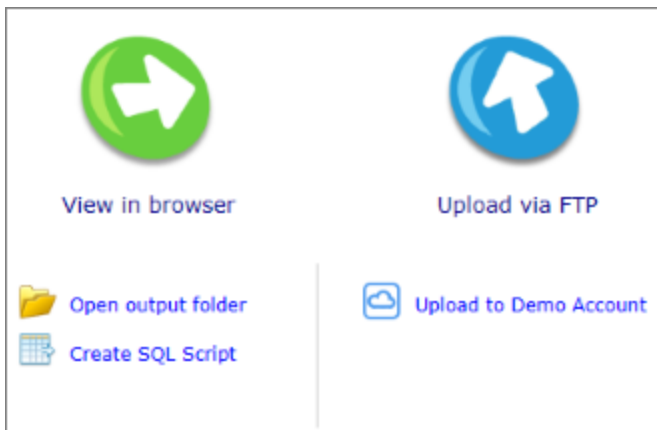 View in browser
Upload via FTP
Open output folder
Upload to Demo Account
Create SQL Script